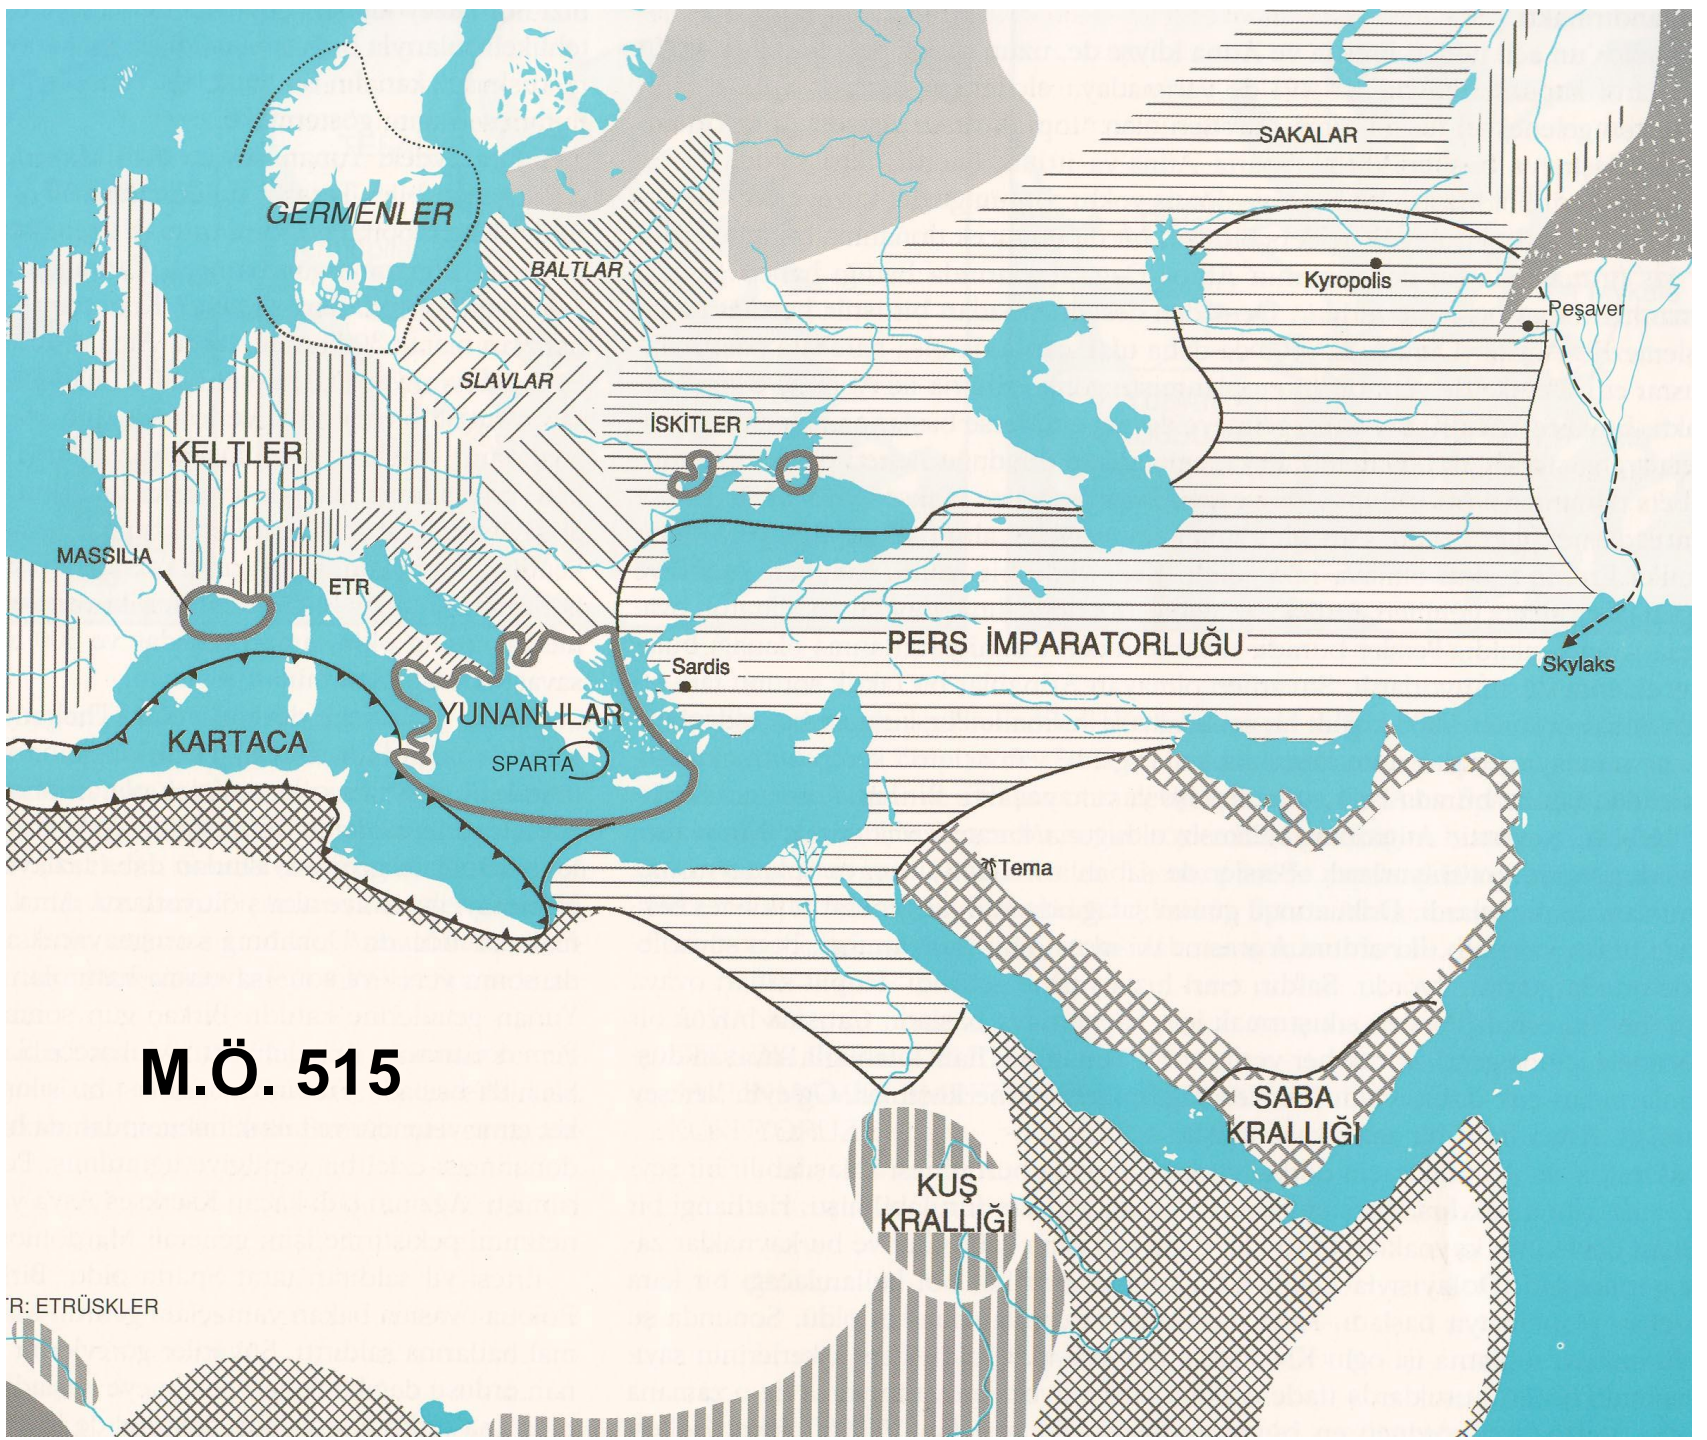 SAKALAR
GERMENLER
BALTLAR
Kyropolis
Peşaver
SLAVLAR
İSKİTLER
KELTLER
MASSILIA
ETR
PERS İMPARATORLUĞU
Sardis
Skylaks
YUNANLILAR
KARTACA
SPARTA
Tema
M.Ö. 515
SABA
KRALLIĞI
KUŞ
KRALLIĞI
TR: ETRÜSKLER